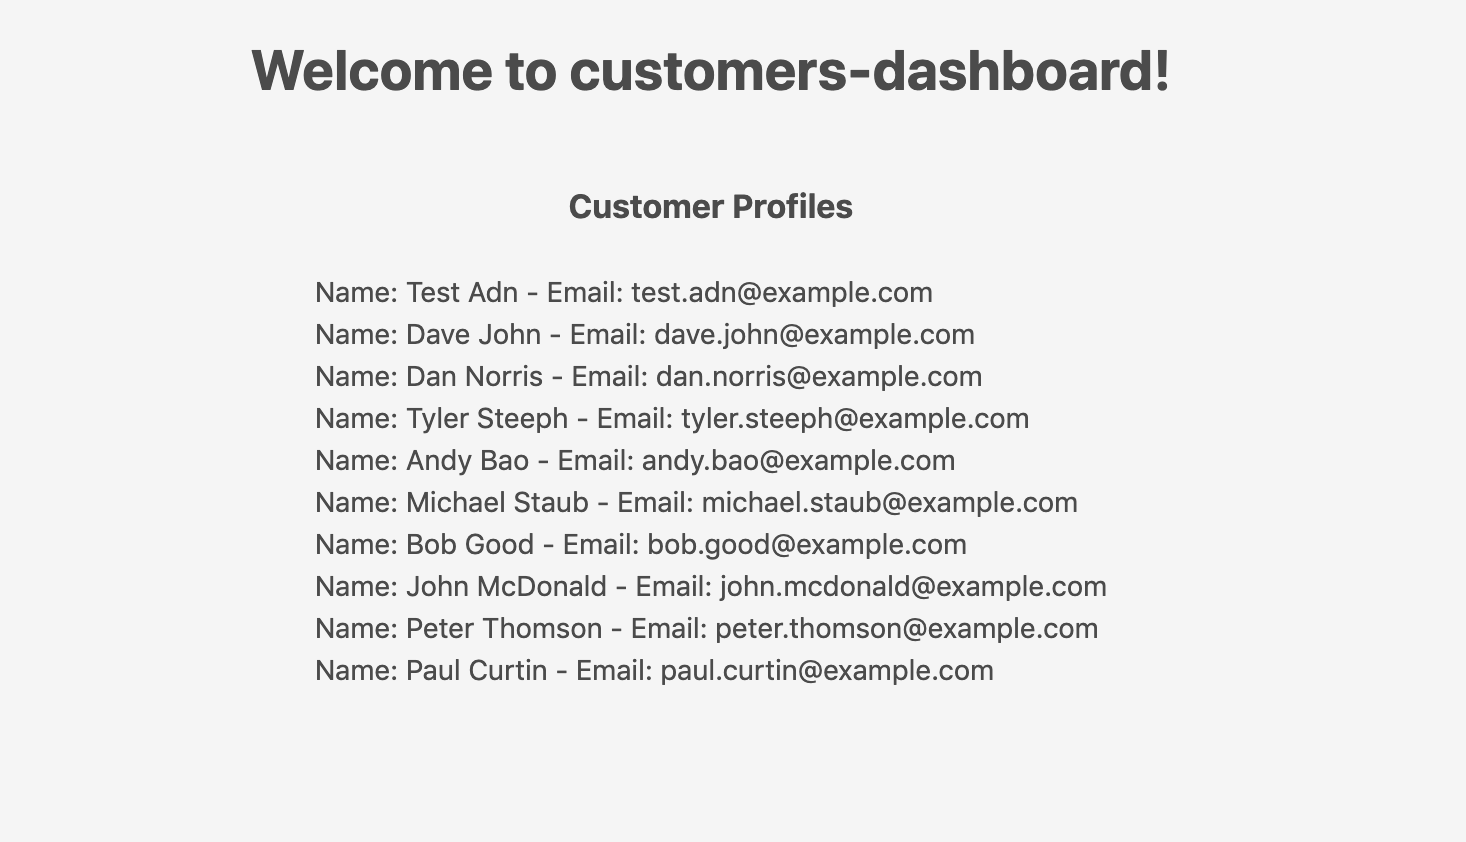 Welcome to customers-dashboard!
Customer Profiles
Name: Test Adn - Email: test.adn@example.com
Name: Dave John - Email: dave.john@example.com
Name: Dan Norris - Email: dan.norris@example.com
Name: Tyler Steeph - Email: tyler.steeph@example.com
Name: Andy Bao - Email: andy.bao@example.com
Name: Michael Staub - Email: michael.staub@example.com
Name: Bob Good - Email: bob.good@example.com
Name: John McDonald - Email: john.mcdonald@example.com
Name: Peter Thomson - Email: peter.thomson@example.com
Name: Paul Curtin - Email: paul.curtin@example.com